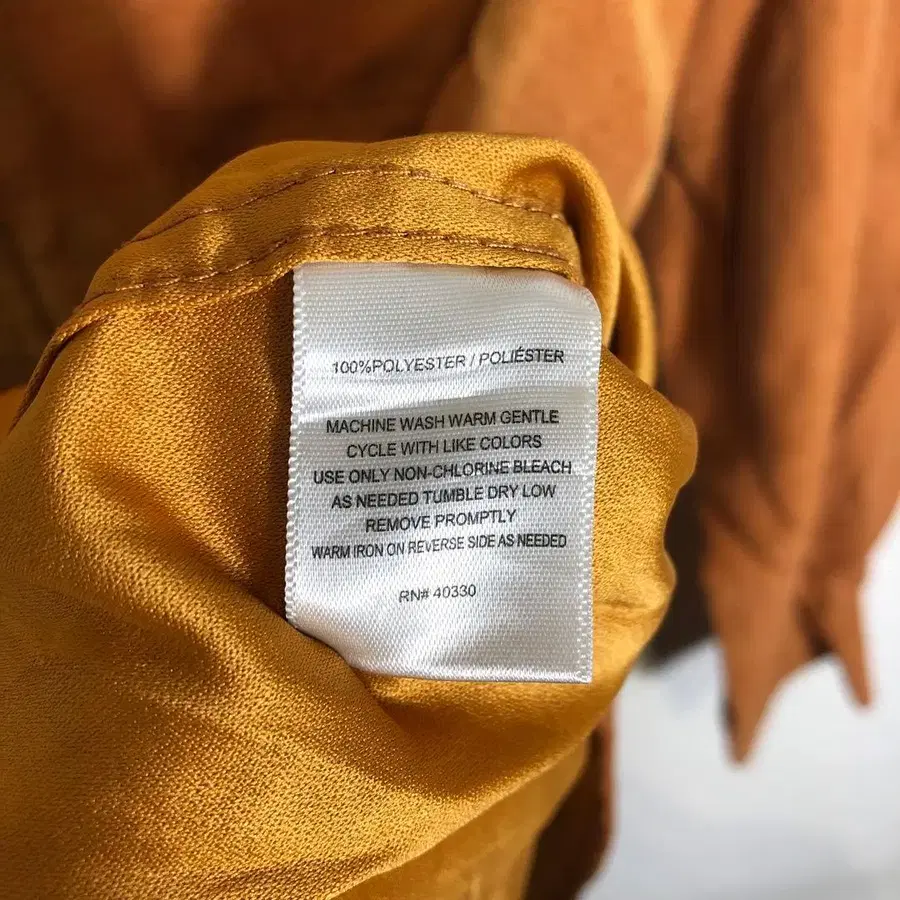 100%POLYESTER / POLIÉSTER
MACHINE WASH WARM GENTLE
CYCLE WITH LIKE COLORS
USE ONLY NON-CHLORINE BLEACH
AS NEEDED TUMBLE DRY LOW
REMOVE PROMPTLY
WARM IRON ON REVERSE SIDE AS NEEDED
RN# 40330